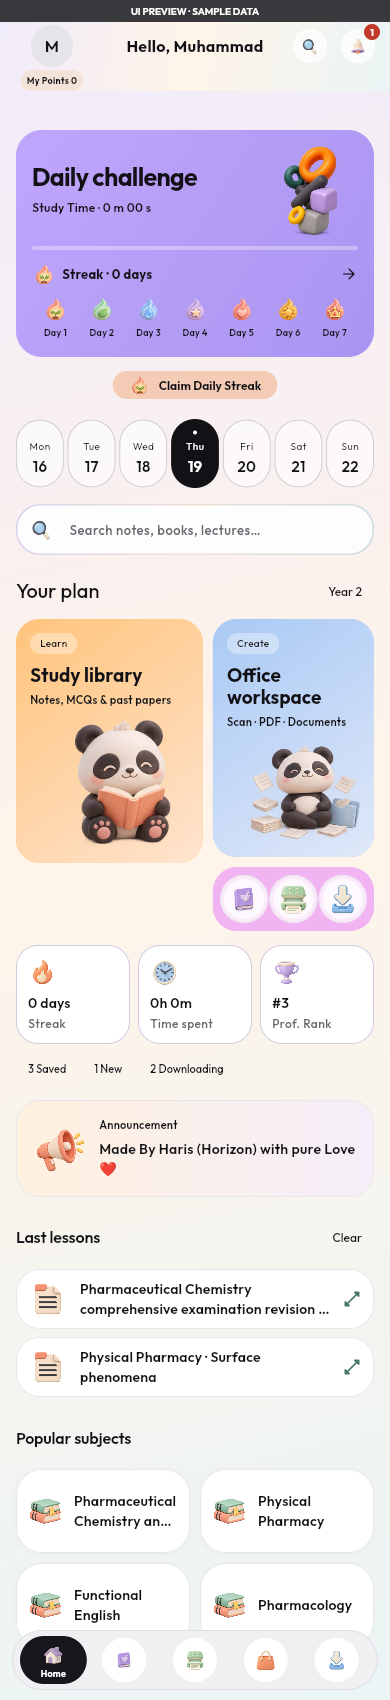 UI PREVIEW · SAMPLE DATA
M
Hello, Muhammad
1
My Points 0
Daily challenge
Study Time · 0 m 00 s
Streak · 0 days
Day 1 Day 2 Day 3 Day 4 Day 5 Day 6 Day 7
Claim Daily Streak
Mon Tue Wed Thu Fri Sat Sun
16 17 18 19 20 21 22
Search notes, books, lectures...
Your plan
Year 2
Learn
Study library
Notes, MCQs & past papers
Create
Office
workspace
Scan · PDF · Documents
0 days
Streak
0h 0m
Time spent
#3
Prof. Rank
3 Saved
1 New
2 Downloading
Announcement
Made By Haris (Horizon) with pure Love
❤️
Last lessons
Clear
Pharmaceutical Chemistry
comprehensive examination revision ...
Physical Pharmacy · Surface
phenomena
Popular subjects
Pharmaceutical
Chemistry an...
Physical
Pharmacy
Functional
English
Pharmacology
Home